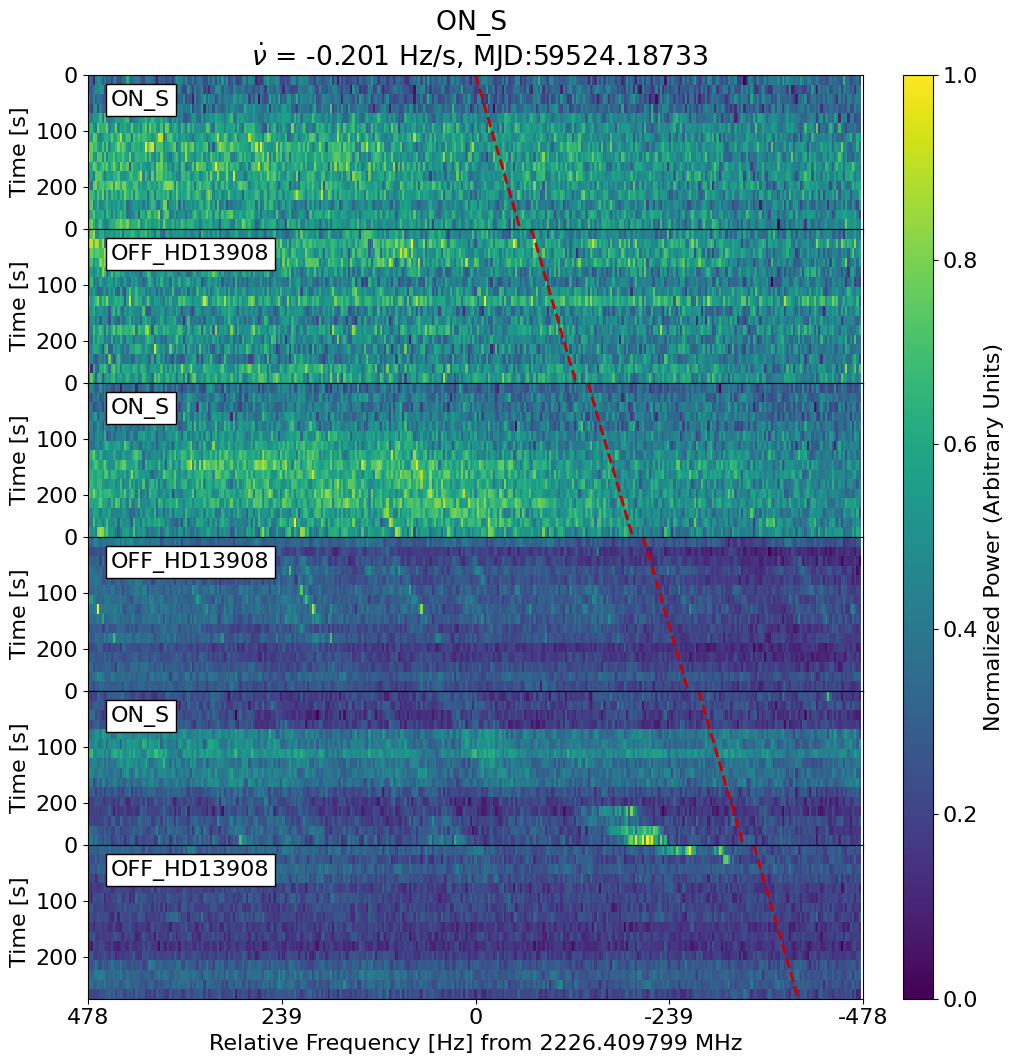 ON_S
ν̇ = -0.201 Hz/s, MJD:59524.18733
0
ON_S
100
Time [s]
200
0
OFF_HD13908
100
Time [s]
200
0
ON_S
100
Time [s]
200
0
OFF_HD13908
100
Time [s]
200
0
ON_S
100
Time [s]
200
0
OFF_HD13908
100
Time [s]
200
478 239 0 -239 -478
Relative Frequency [Hz] from 2226.409799 MHz
1.0
0.8
0.6
0.4
0.2
0.0
Normalized Power (Arbitrary Units)